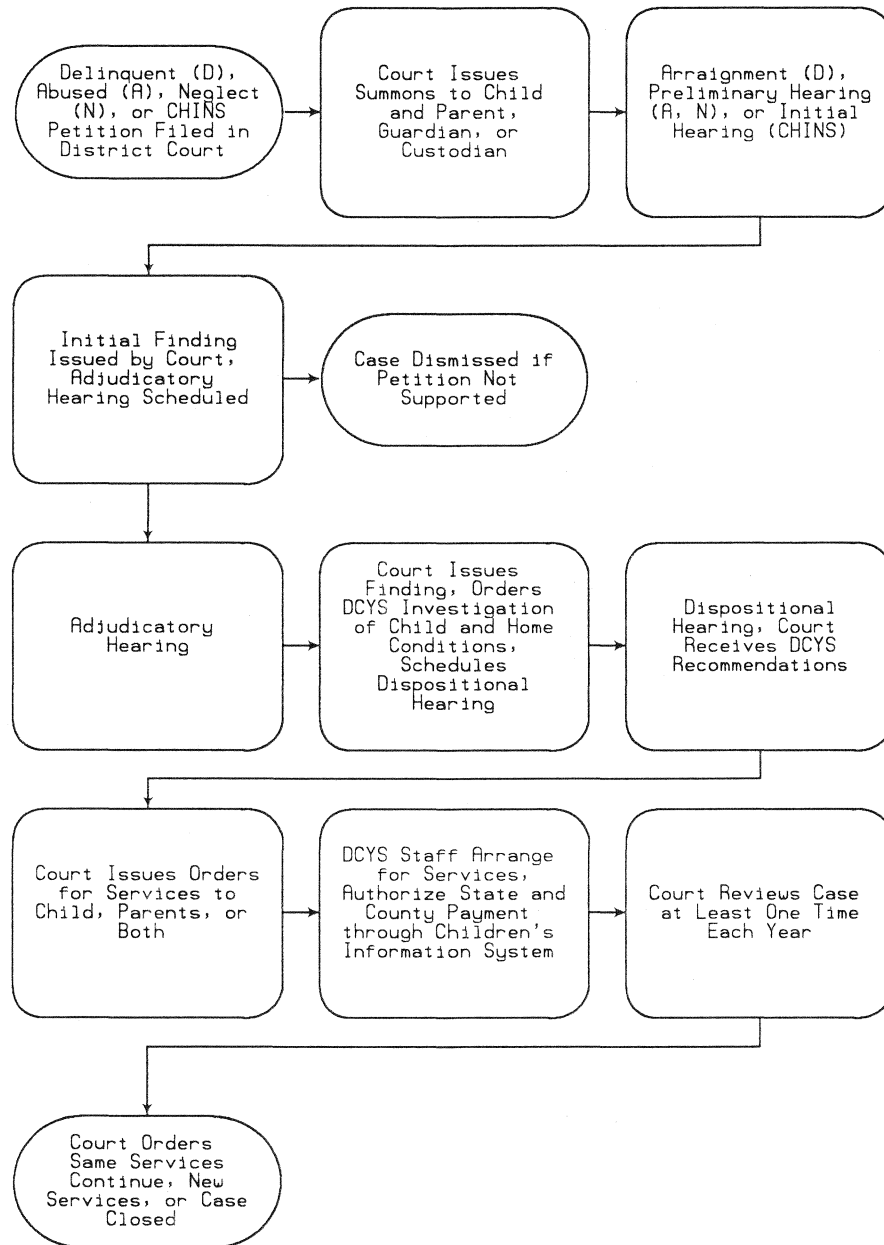 Delinquent (D),
Abused (A), Neglect
(N), or CHINS
Petition Filed in
District Court
Court Issues
Summons to Child
and Parent,
Guardian, or
Custodian
Arraignment (D),
Preliminary Hearing
(A, N), or Initial
Hearing (CHINS)
Initial Finding
Issued by Court,
Adjudicatory
Hearing Scheduled
Case Dismissed if
Petition Not
Supported
Adjudicatory
Hearing
Court Issues
Finding, Orders
DCYS Investigation
of Child and Home
Conditions,
Schedules
Dispositional
Hearing
Dispositional
Hearing, Court
Receives DCYS
Recommendations
Court Issues Orders
for Services to
Child, Parents, or
Both
DCYS Staff Arrange
for Services,
Authorize State and
County Payment
through Children's
Information System
Court Reviews Case
at Least One Time
Each Year
Court Orders
Same Services
Continue, New
Services, or Case
Closed